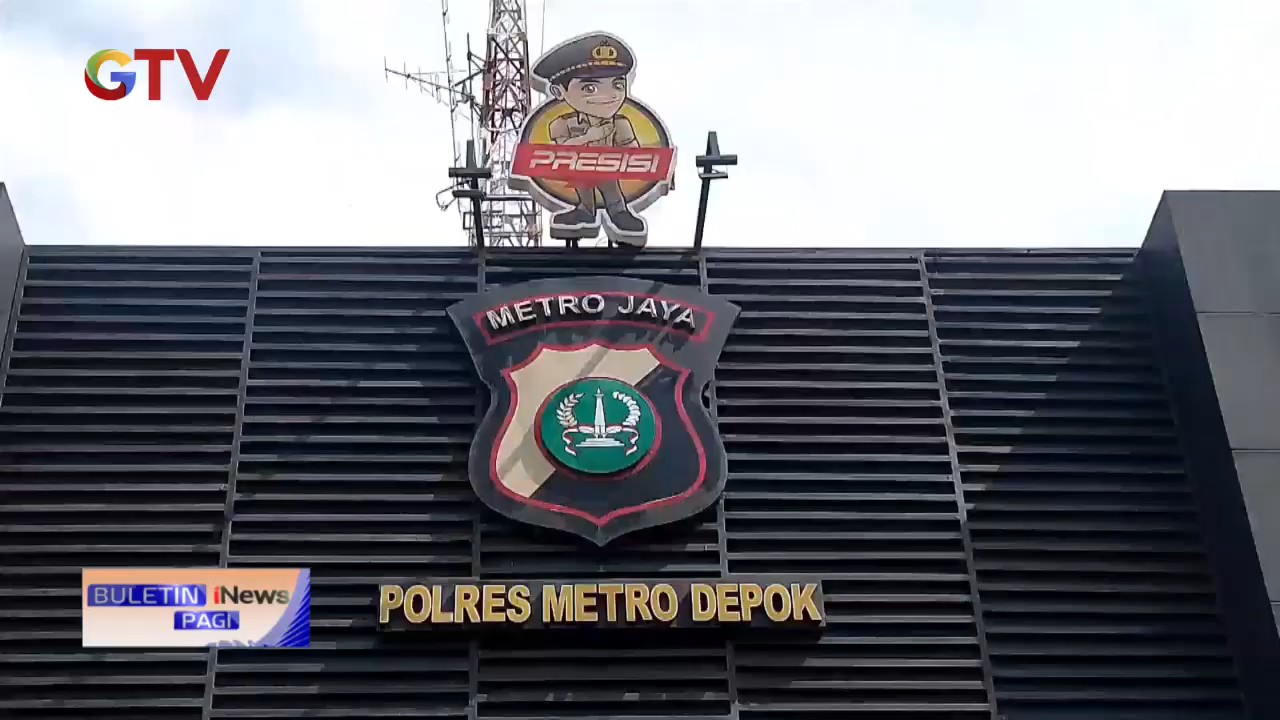 GTV
PRESISI
METRO JAYA
POLRES METRO DEPOK
BULETIN iNews
PAGI